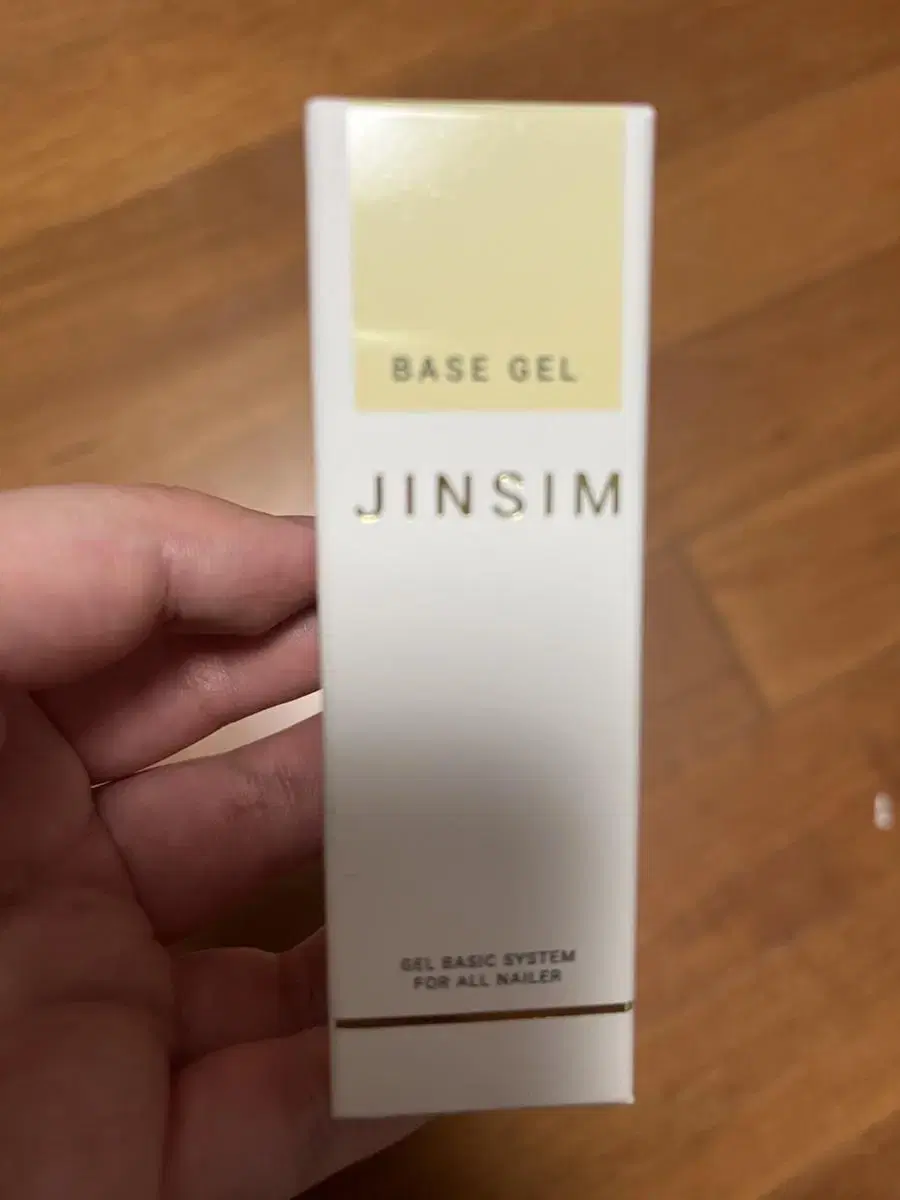 BASE GEL
JINSIM
GEL BASIC SYSTEM
FOR ALL NAILER